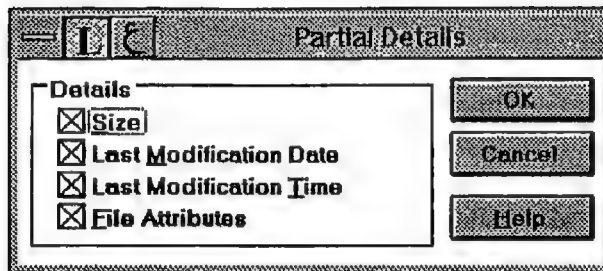 L ع Partial Details
Details
Size
Last Modification Date
Last Modification Time
File Attributes
OK
Cancel
Help